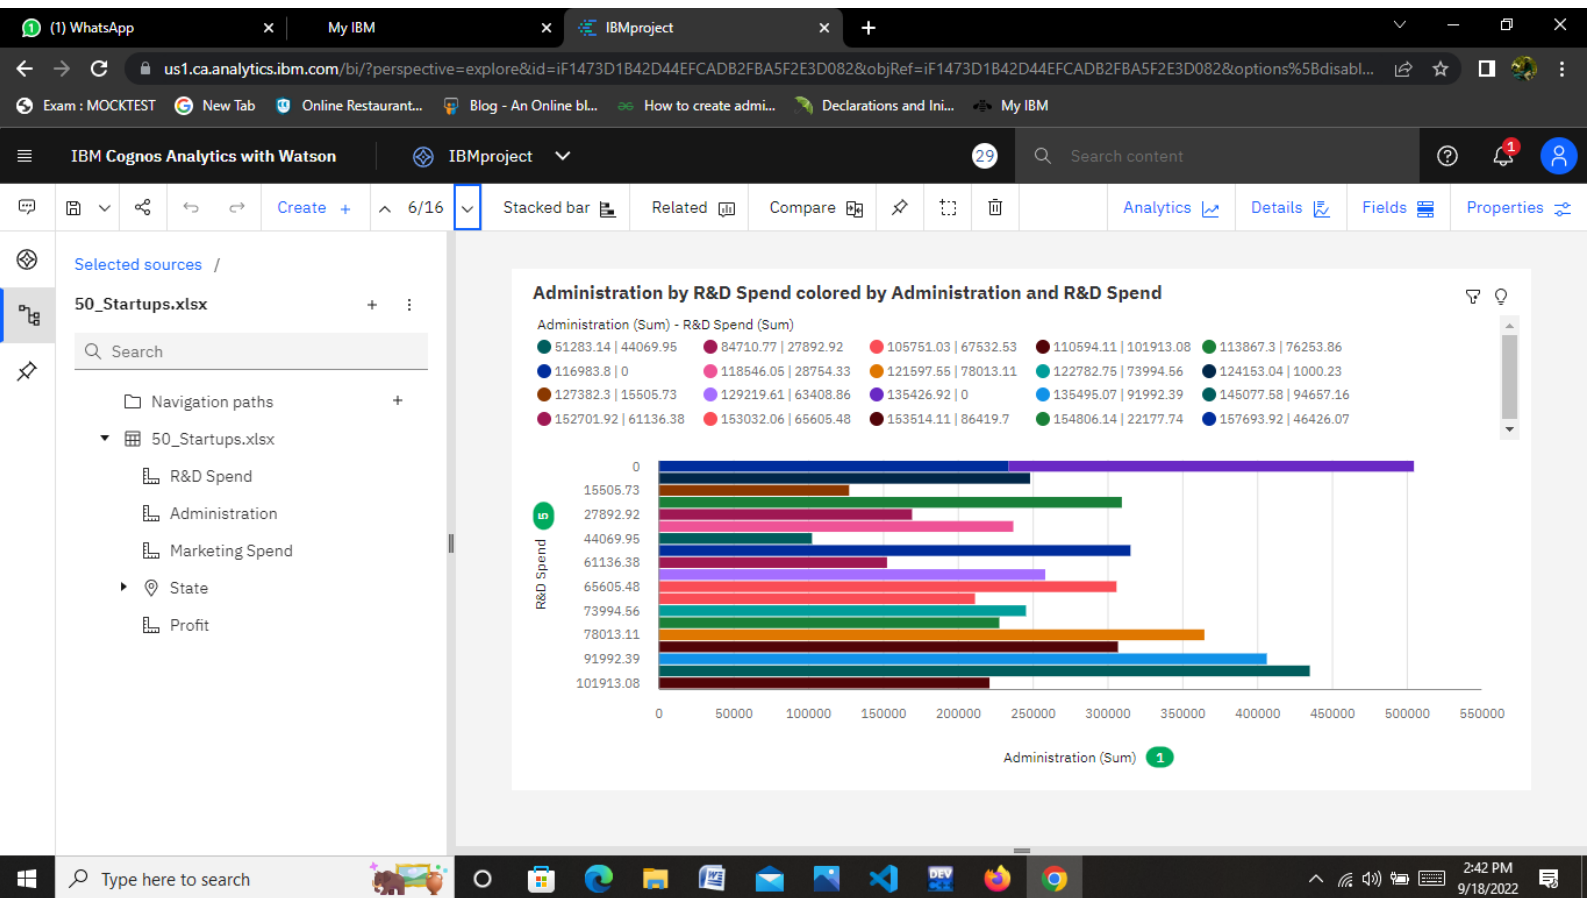 (1) WhatsApp
My IBM
IBMproject
us1.ca.analytics.ibm.com/bi/?perspective=explore&id=iF1473D1B42D44EFCADB2FBA5F2E3D082&objRef=iF1473D1B42D44EFCADB2FBA5F2E3D082&options%5Bdisabl...
Exam : MOCKTEST New Tab Online Restaurant... Blog - An Online bl... How to create admi... Declarations and Ini... My IBM
IBM Cognos Analytics with Watson
IBMproject
29
Search content
1
Create +
6/16
Stacked bar
Related
Compare
Analytics
Details
Fields
Properties
Selected sources /
50_Startups.xlsx
Search
Navigation paths
50_Startups.xlsx
R&D Spend
Administration
Marketing Spend
State
Profit
Administration by R&D Spend colored by Administration and R&D Spend
Administration (Sum) - R&D Spend (Sum)
51283.14 | 44069.95 84710.77 | 27892.92 105751.03 | 67532.53 110594.11 | 101913.08 113867.3 | 76253.86
116983.8 | 0 118546.05 | 28754.33 121597.55 | 78013.11 122782.75 | 73994.56 124153.04 | 1000.23
127382.3 | 15505.73 129219.61 | 63408.86 135426.92 | 0 135495.07 | 91992.39 145077.58 | 94657.16
152701.92 | 61136.38 153032.06 | 65605.48 153514.11 | 86419.7 154806.14 | 22177.74 157693.92 | 46426.07
0
15505.73
27892.92
44069.95
61136.38
65605.48
73994.56
78013.11
91992.39
101913.08
R&D Spend
5
0 50000 100000 150000 200000 250000 300000 350000 400000 450000 500000 550000
Administration (Sum) 1
Type here to search
DEV
2:42 PM
9/18/2022